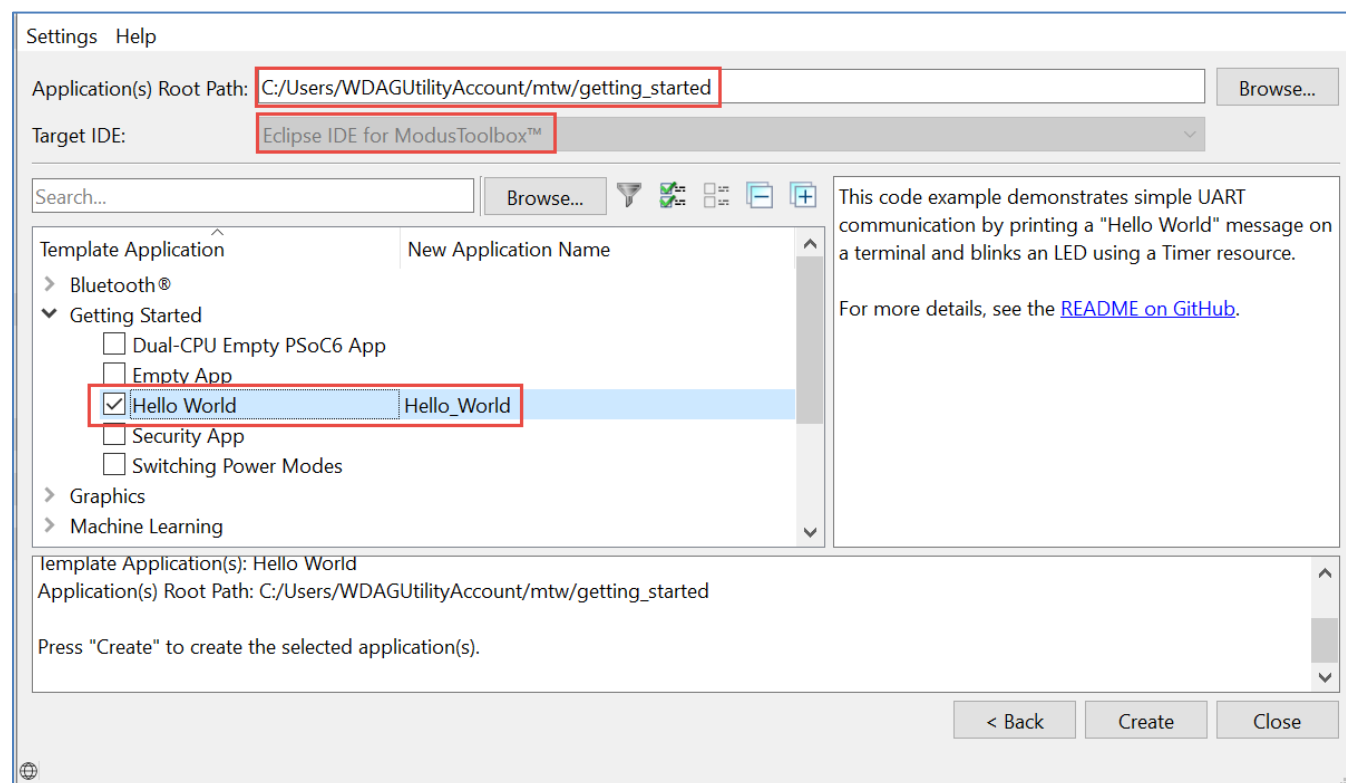 Settings Help
Application(s) Root Path: C:/Users/WDAGUtilityAccount/mtw/getting_started Browse...
Target IDE: Eclipse IDE for ModusToolbox™
Search... Browse...
Template Application New Application Name
Bluetooth®
Getting Started
Dual-CPU Empty PSoC6 App
Empty App
Hello World Hello_World
Security App
Switching Power Modes
Graphics
Machine Learning
This code example demonstrates simple UART
communication by printing a "Hello World" message on
a terminal and blinks an LED using a Timer resource.
For more details, see the README on GitHub.
Template Application(s): Hello World
Application(s) Root Path: C:/Users/WDAGUtilityAccount/mtw/getting_started
Press "Create" to create the selected application(s).
< Back Create Close